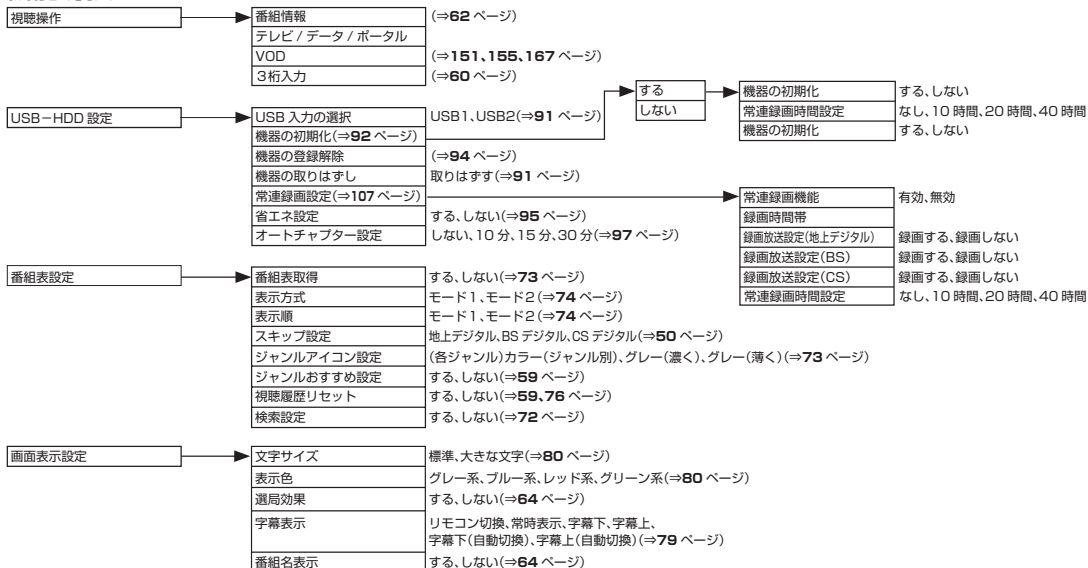 視聴操作
番組情報 (⇒62 ページ)
テレビ / データ / ポータル
VOD (⇒151、155、167 ページ)
3桁入力 (⇒60 ページ)
USB－HDD 設定
USB 入力の選択 USB1、USB2(⇒91 ページ)
機器の初期化(⇒92 ページ)
機器の登録解除 (⇒94 ページ)
機器の取りはずし 取りはずす(⇒91 ページ)
常連録画設定(⇒107 ページ)
省エネ設定 する、しない(⇒95 ページ)
オートチャプター設定 しない、10 分、15 分、30 分(⇒97 ページ)
する
しない
機器の初期化 する、しない
常連録画時間設定 なし、10 時間、20 時間、40 時間
機器の初期化 する、しない
常連録画機能 有効、無効
録画時間帯
録画放送設定(地上デジタル) 録画する、録画しない
録画放送設定(BS) 録画する、録画しない
録画放送設定(CS) 録画する、録画しない
常連録画時間設定 なし、10 時間、20 時間、40 時間
番組表設定
番組表取得 する、しない(⇒73 ページ)
表示方式 モード1、モード2(⇒74 ページ)
表示順 モード1、モード2(⇒74 ページ)
スキップ設定 地上デジタル、BS デジタル、CS デジタル(⇒50 ページ)
ジャンルアイコン設定 (各ジャンル)カラー(ジャンル別)、グレー(濃く)、グレー(薄く)(⇒73 ページ)
ジャンルおすすめ設定 する、しない(⇒59 ページ)
視聴履歴リセット する、しない(⇒59、76 ページ)
検索設定 する、しない(⇒72 ページ)
画面表示設定
文字サイズ 標準、大きな文字(⇒80 ページ)
表示色 グレー系、ブルー系、レッド系、グリーン系(⇒80 ページ)
選局効果 する、しない(⇒64 ページ)
字幕表示 リモコン切換、常時表示、字幕下、字幕上、
字幕下(自動切換)、字幕上(自動切換)(⇒79 ページ)
番組名表示 する、しない(⇒64 ページ)